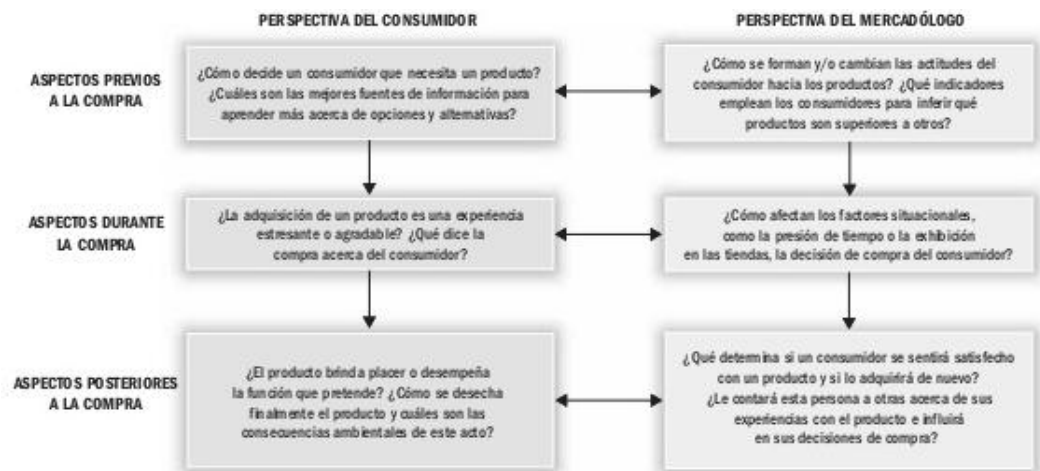 PERSPECTIVA DEL CONSUMIDOR
PERSPECTIVA DEL MERCADÓLOGO
ASPECTOS PREVIOS
A LA COMPRA
¿Cómo decide un consumidor que necesita un producto?
¿Cuáles son las mejores fuentes de información para
aprender más acerca de opciones y alternativas?
¿Cómo se forman y/o cambian las actitudes del
consumidor hacia los productos? ¿Qué indicadores
emplean los consumidores para inferir qué
productos son superiores a otros?
ASPECTOS DURANTE
LA COMPRA
¿La adquisición de un producto es una experiencia
estresante o agradable? ¿Qué dice la
compra acerca del consumidor?
¿Cómo afectan los factores situacionales,
como la presión de tiempo o la exhibición
en las tiendas, la decisión de compra del consumidor?
ASPECTOS POSTERIORES
A LA COMPRA
¿El producto brinda placer o desempeña
la función que pretende? ¿Cómo se desecha
finalmente el producto y cuáles son las
consecuencias ambientales de este acto?
¿Qué determina si un consumidor se sentirá satisfecho
con un producto y si lo adquirirá de nuevo?
¿Le contará esta persona a otras acerca de sus
experiencias con el producto e influirá
en sus decisiones de compra?